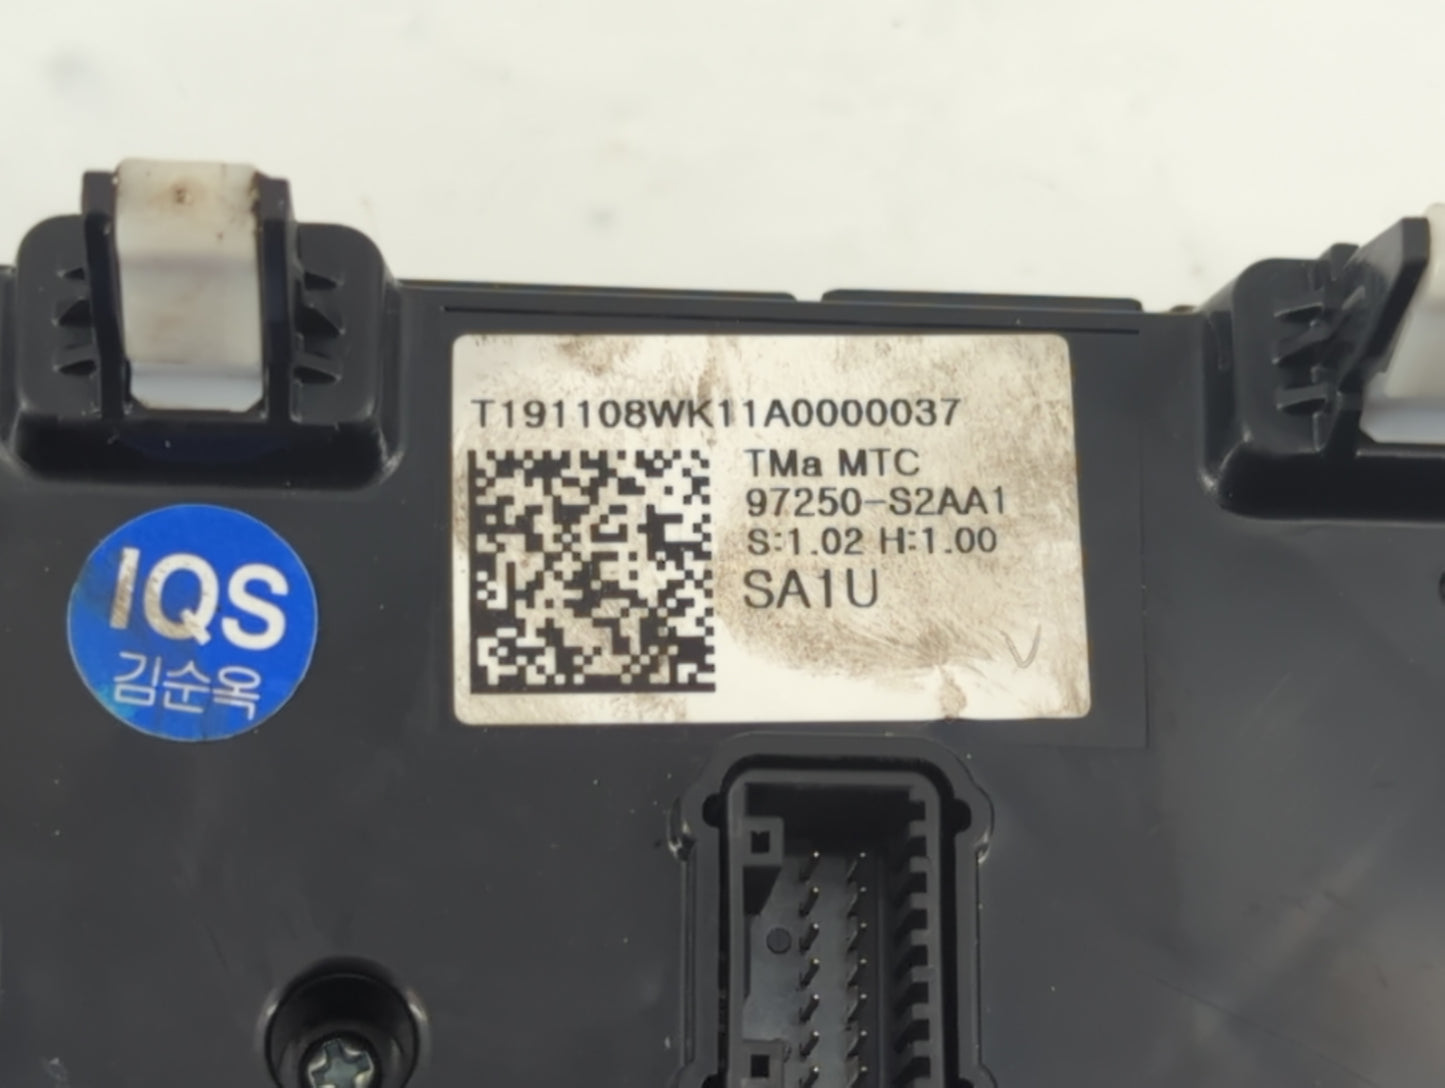 T191108WK11A0000037
TMa MTC
97250-S2AA1
S:1.02 H:1.00
SA1U
IQS
김순옥